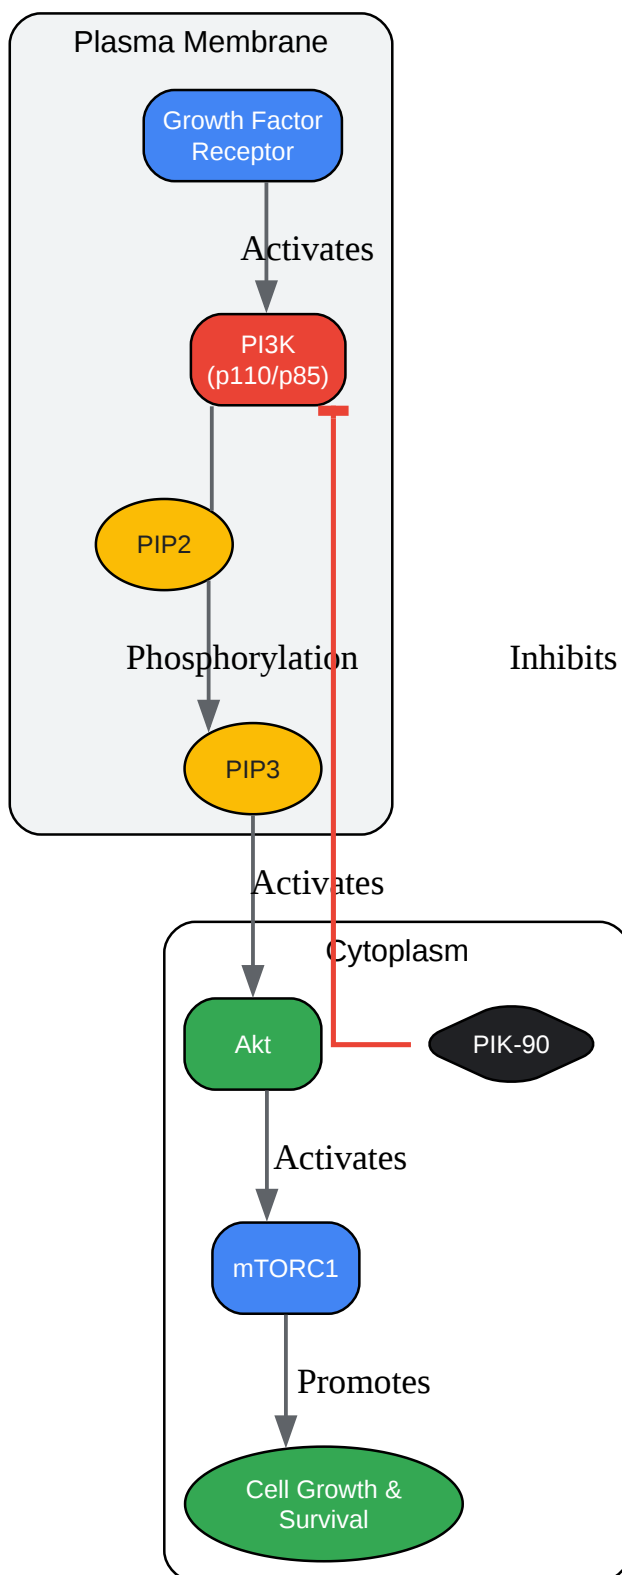 Plasma Membrane
Growth Factor
Receptor
Activates
PI3K
(p110/p85)
PIP2
Phosphorylation
Inhibits
PIP3
Activates
Cytoplasm
Akt
PIK-90
Activates
mTORC1
Promotes
Cell Growth &
Survival